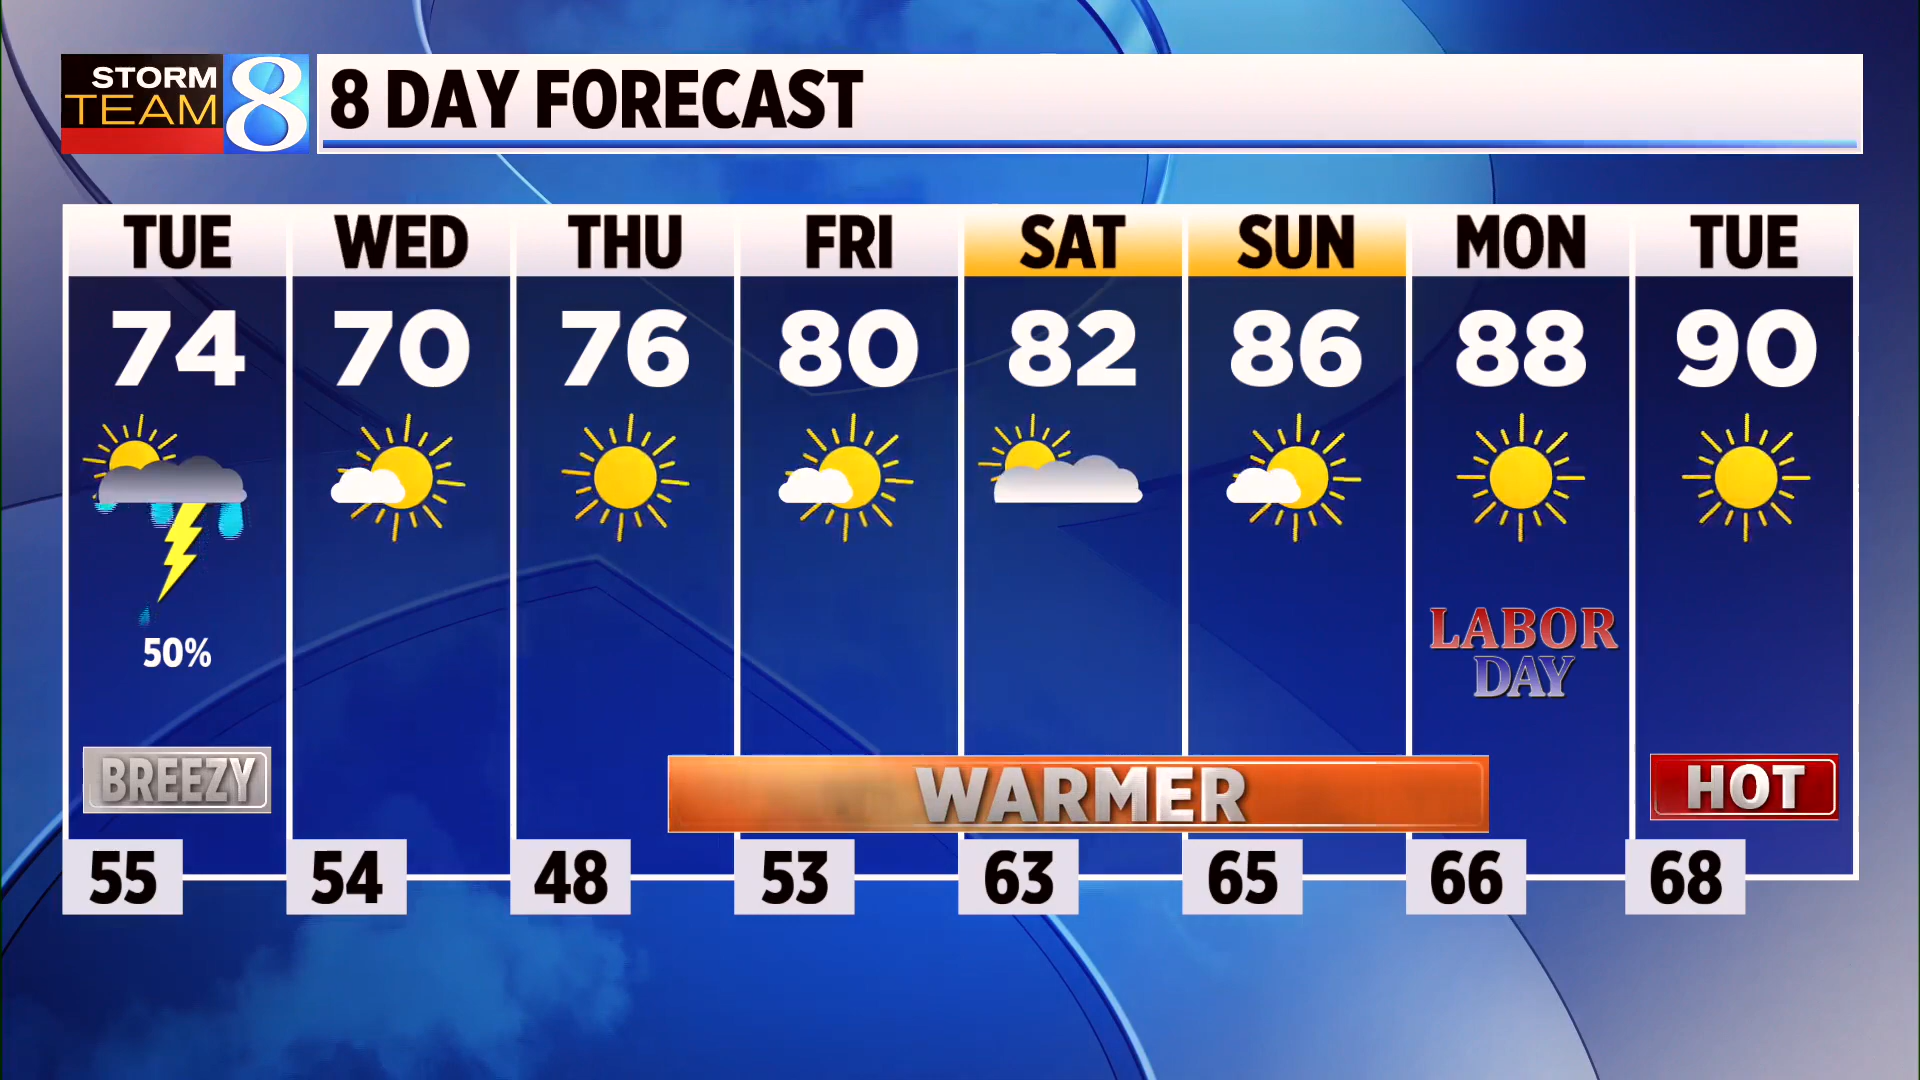 STORM
TEAM
8
8 DAY FORECAST
TUE WED THU FRI SAT SUN MON TUE
74 70 76 80 82 86 88 90
50%
LABOR
DAY
BREEZY WARMER HOT
55 54 48 53 63 65 66 68